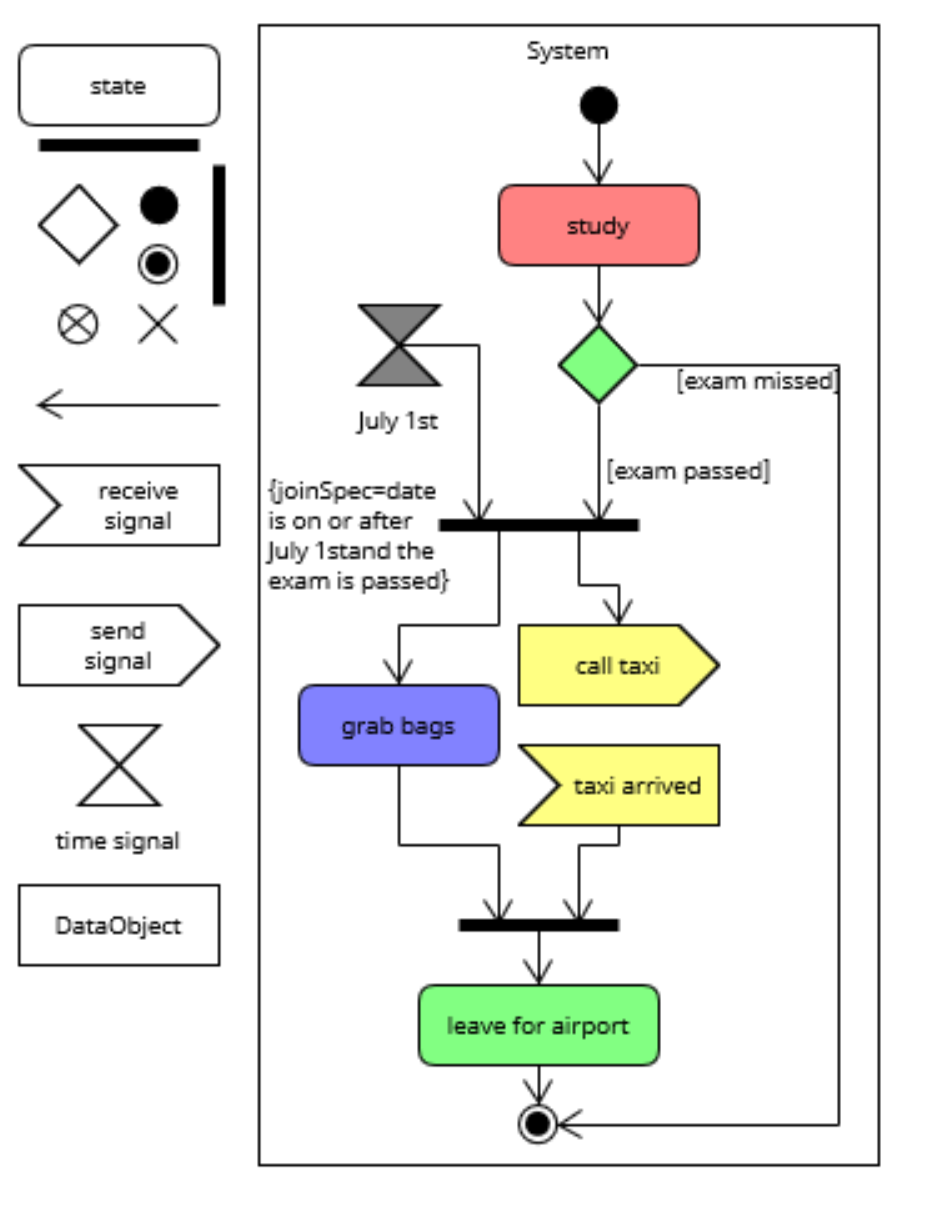 state
receive
signal
send
signal
time signal
DataObject
System
study
[exam missed]
July 1st
[exam passed]
{joinSpec=date
is on or after
July 1stand the
exam is passed}
call taxi
grab bags
taxi arrived
leave for airport